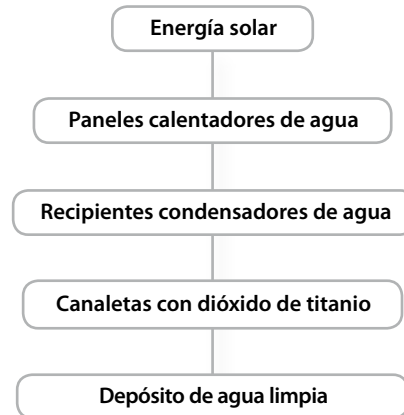 Energía solar
Paneles calentadores de agua
Recipientes condensadores de agua
Canaletas con dióxido de titanio
Depósito de agua limpia